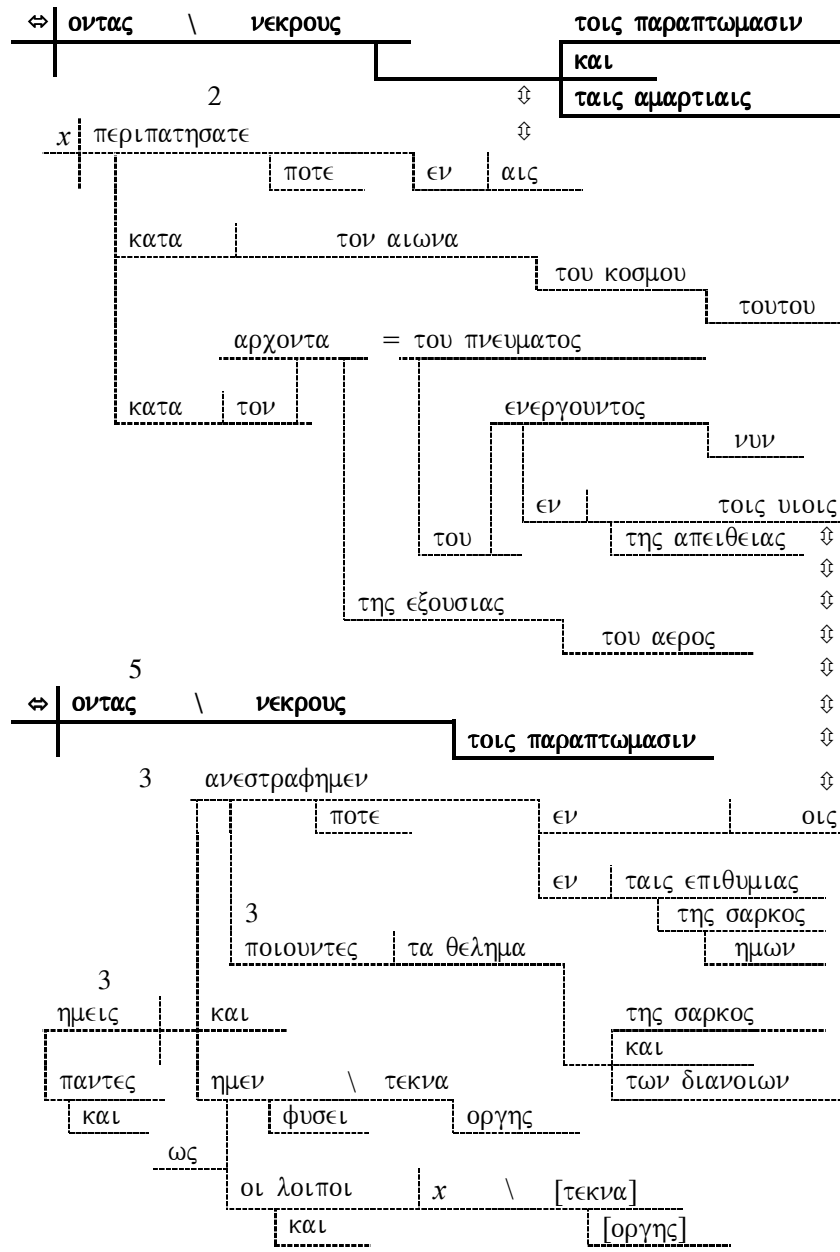 ⇔ οντας \ νεκρους τοις παραπτωμασιν
και
ταις αμαρτιαις
2 ⇕
x περιπατησατε ⇕
ποτε εν αις
κατα τον αιωνα
του κοσμου
τουτου
αρχοντα = του πνευματος
κατα τον ενεργουντος
νυν
εν τοις υιοις
του της απειθειας ⇕
⇕
της εξουσιας ⇕
του αερος ⇕
5 ⇕
⇔ οντας \ νεκρους ⇕
τοις παραπτωμασιν ⇕
3 ανεστραφημεν ⇕
ποτε εν οις
εν ταις επιθυμιας
3 της σαρκος
ποιουντες τα θελημα ημων
3
ημεις και της σαρκος
και
παντες ημεν \ τεκνα των διανοιων
και φυσει οργης
ως
οι λοιποι x \ [τεκνα]
και [οργης]